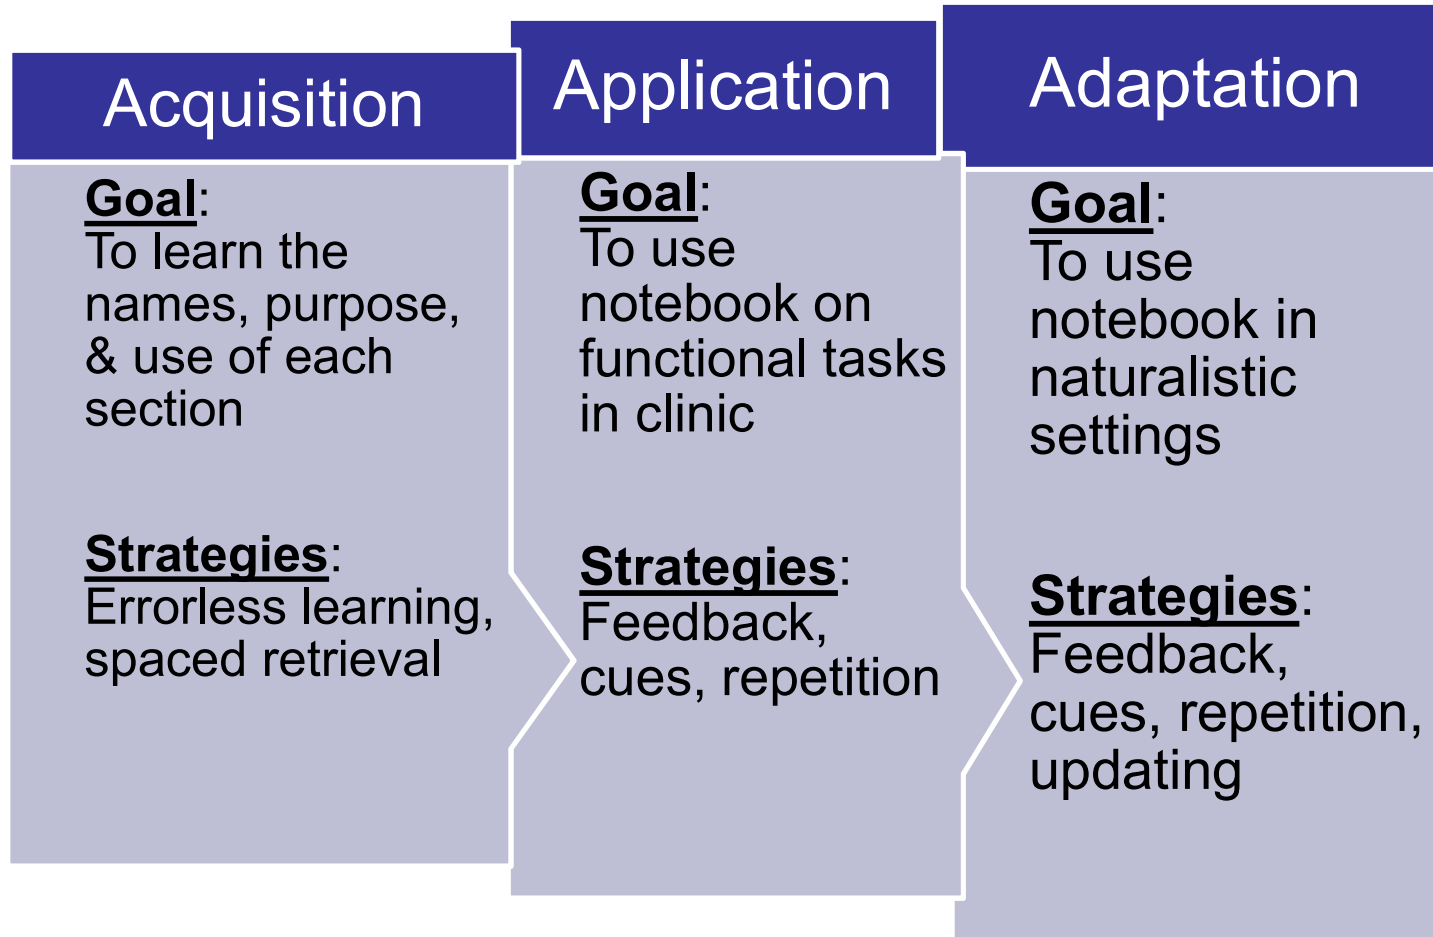 Acquisition
Goal:
To learn the
names, purpose,
& use of each
section
Strategies:
Errorless learning,
spaced retrieval
Application
Goal:
To use
notebook on
functional tasks
in clinic
Strategies:
Feedback,
cues, repetition
Adaptation
Goal:
To use
notebook in
naturalistic
settings
Strategies:
Feedback,
cues, repetition,
updating